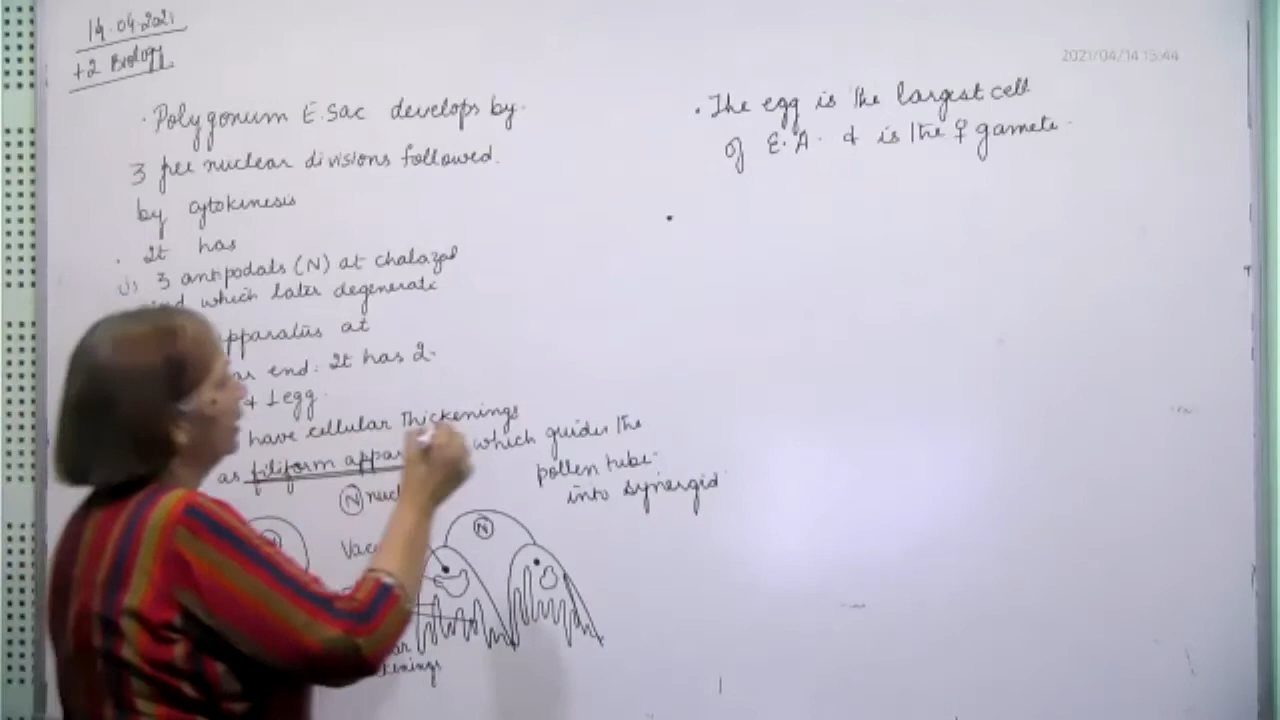 14.04.2021
+2 Biology
2021/04/14 15:44
· Polygonum E. Sac develops by
3 free nuclear divisions followed
by cytokinesis
· It has
(i) 3 antipodals (N) at chalazal
end which later degenerate
apparatus at
end. It has 2
+ 1 egg.
have cellular Thickenings
as filiform which guides the
pollen tube
into synergid
(N)
N
· The egg is the largest cell
of E.A. & is the ♀ gamete.